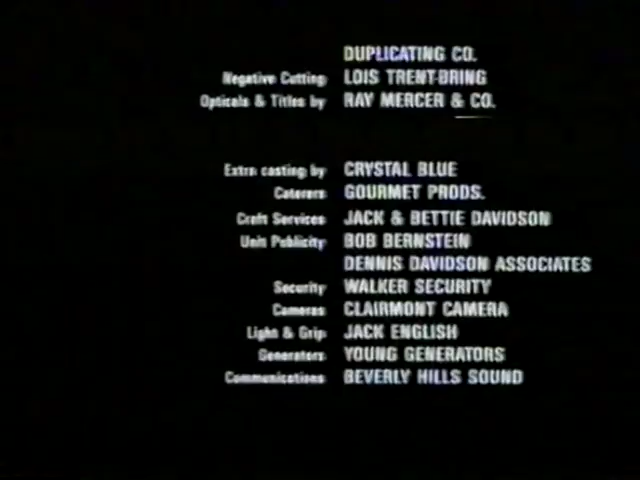 DUPLICATING CO.
Negative Cutting LOIS TRENT-BRING
Opticals & Titles by RAY MERCER & CO.
Extra casting by CRYSTAL BLUE
Caterers GOURMET PRODS.
Craft Services JACK & BETTIE DAVIDSON
Unit Publicity BOB BERNSTEIN
DENNIS DAVIDSON ASSOCIATES
Security WALKER SECURITY
Cameras CLAIRMONT CAMERA
Light & Grip JACK ENGLISH
Generators YOUNG GENERATORS
Communications BEVERLY HILLS SOUND